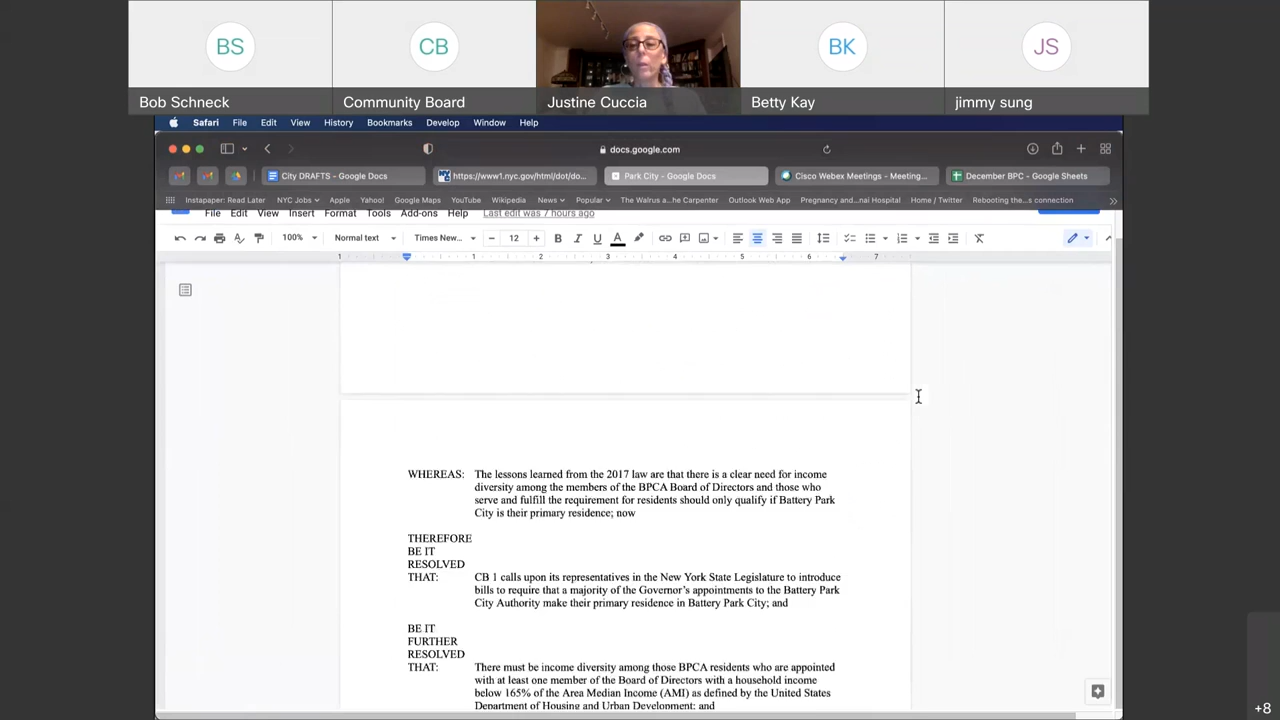 BS
CB
BK
JS
Bob Schneck
Community Board
Justine Cuccia
Betty Kay
jimmy sung
Safari File Edit View History Bookmarks Develop Window Help
docs.google.com
City DRAFTS - Google Docs
https://www1.nyc.gov/html/dot/do...
Park City - Google Docs
Cisco Webex Meetings - Meeting...
December BPC - Google Sheets
Instapaper: Read Later NYC Jobs Apple Yahoo! Google Maps YouTube Wikipedia News Popular The Walrus a...he Carpenter Outlook Web App Pregnancy and...nal Hospital Home / Twitter Rebooting the...s connection
File Edit View Insert Format Tools Add-ons Help Last edit was 7 hours ago
100% Normal text Times New... 12 B I U A
1 1 2 3 4 5 6 7
WHEREAS: The lessons learned from the 2017 law are that there is a clear need for income
diversity among the members of the BPCA Board of Directors and those who
serve and fulfill the requirement for residents should only qualify if Battery Park
City is their primary residence; now
THEREFORE
BE IT
RESOLVED
THAT: CB 1 calls upon its representatives in the New York State Legislature to introduce
bills to require that a majority of the Governor's appointments to the Battery Park
City Authority make their primary residence in Battery Park City; and
BE IT
FURTHER
RESOLVED
THAT: There must be income diversity among those BPCA residents who are appointed
with at least one member of the Board of Directors with a household income
below 165% of the Area Median Income (AMI) as defined by the United States
Department of Housing and Urban Development; and
+8